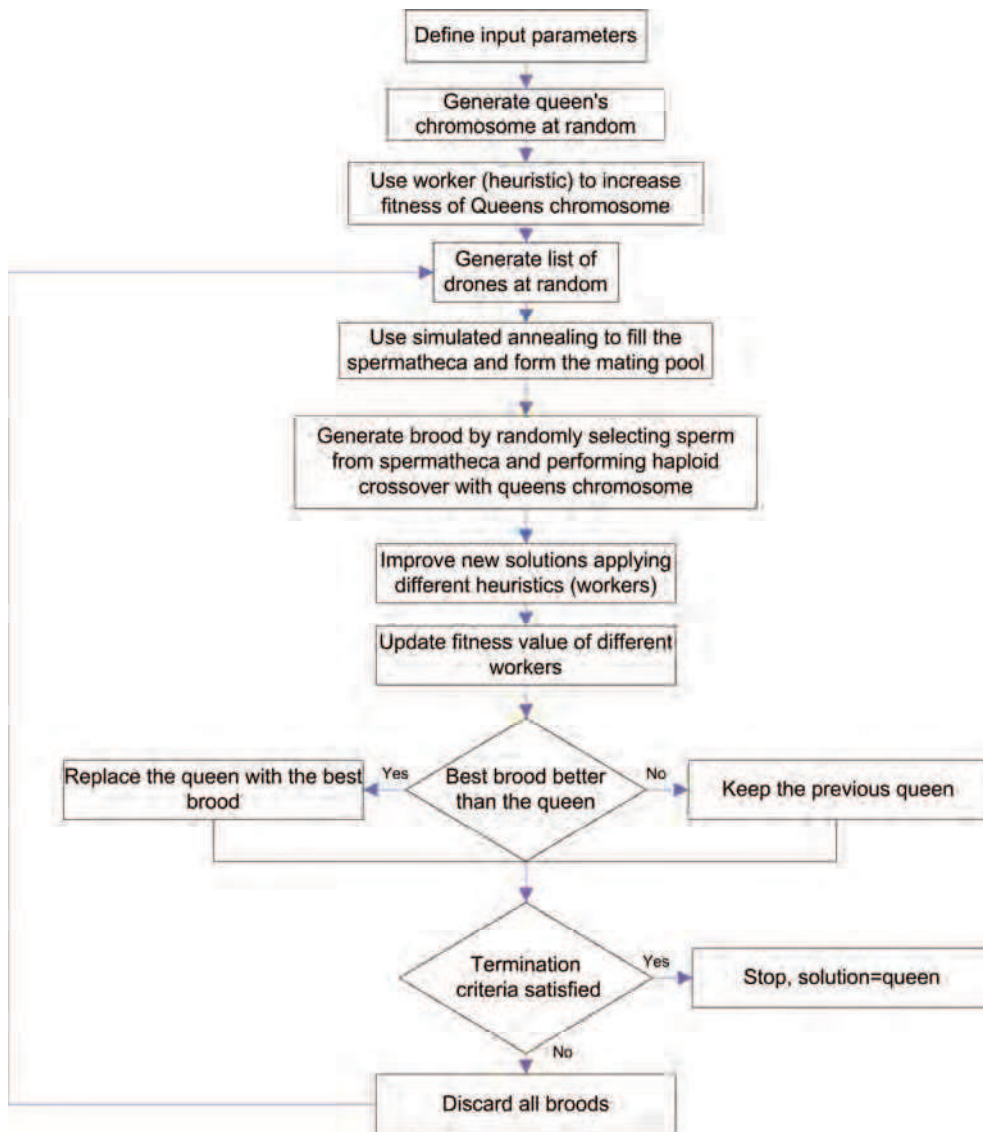 Define input parameters
Generate queen's
chromosome at random
Use worker (heuristic) to increase
fitness of Queens chromosome
Generate list of
drones at random
Use simulated annealing to fill the
spermatheca and form the mating pool
Generate brood by randomly selecting sperm
from spermatheca and performing haploid
crossover with queens chromosome
Improve new solutions applying
different heuristics (workers)
Update fitness value of different
workers
Replace the queen with the best
brood
Yes
Best brood better
than the queen
No
Keep the previous queen
Termination
criteria satisfied
Yes
Stop, solution=queen
No
Discard all broods